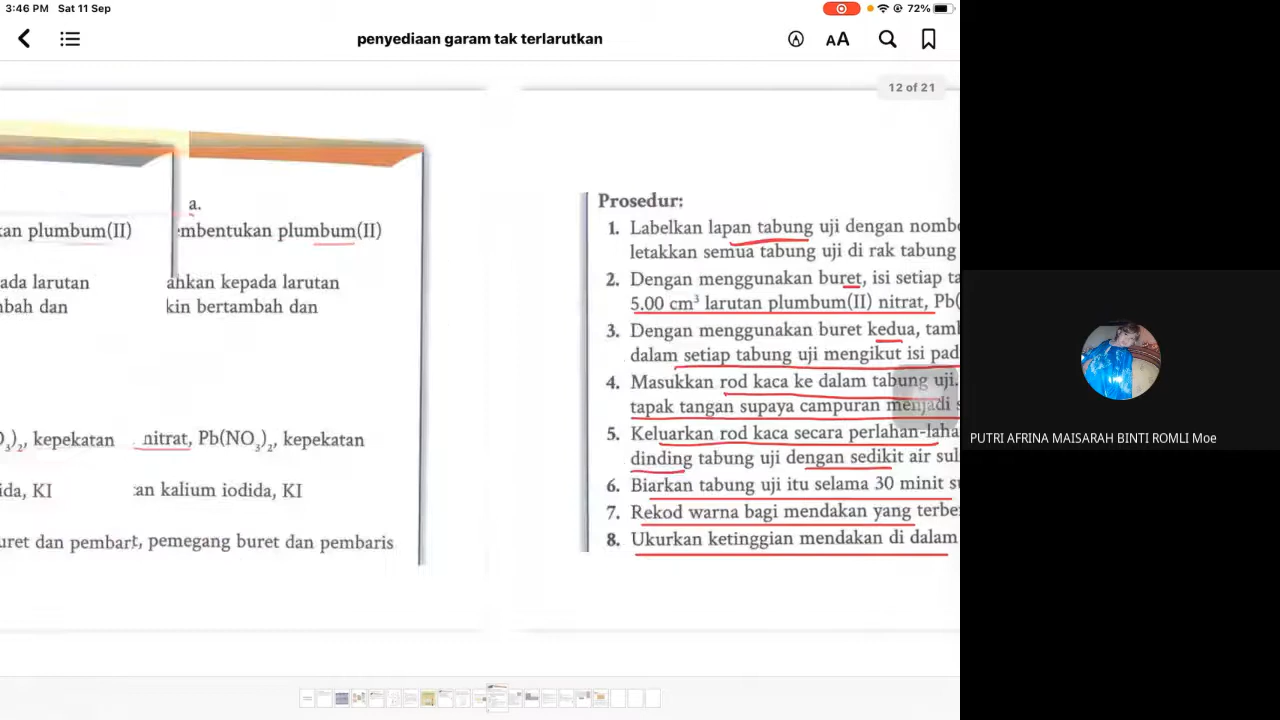 3:46 PM Sat 11 Sep
72%
penyediaan garam tak terlarutkan
AA
12 of 21
a.
kan plumbum(II)
mbentukan plumbum(II)
ada larutan
ahkan kepada larutan
mbah dan
kin bertambah dan
O₃)₂, kepekatan
nitrat, Pb(NO₃)₂, kepekatan
ida, KI
an kalium iodida, KI
uret dan pembar
t, pemegang buret dan pembaris
Prosedur:
1. Labelkan lapan tabung uji dengan nombo
letakkan semua tabung uji di rak tabung
2. Dengan menggunakan buret, isi setiap ta
5.00 cm³ larutan plumbum(II) nitrat, Pb(
3. Dengan menggunakan buret kedua, tam
dalam setiap tabung uji mengikut isi pad
4. Masukkan rod kaca ke dalam tabung uji.
tapak tangan supaya campuran menjadi s
5. Keluarkan rod kaca secara perlahan-laha
dinding tabung uji dengan sedikit air sul
6. Biarkan tabung uji itu selama 30 minit s
7. Rekod warna bagi mendakan yang terbe
8. Ukurkan ketinggian mendakan di dalam
PUTRI AFRINA MAISARAH BINTI ROMLI Moe